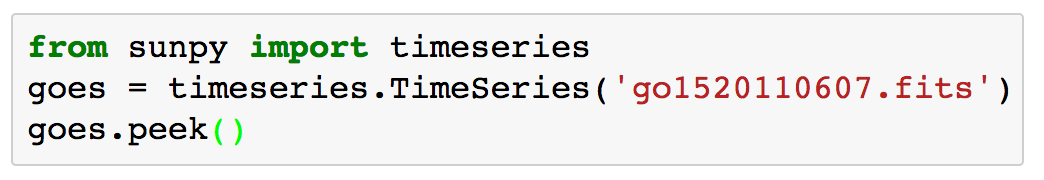 from sunpy import timeseries
goes = timeseries.TimeSeries('go1520110607.fits')
goes.peek()